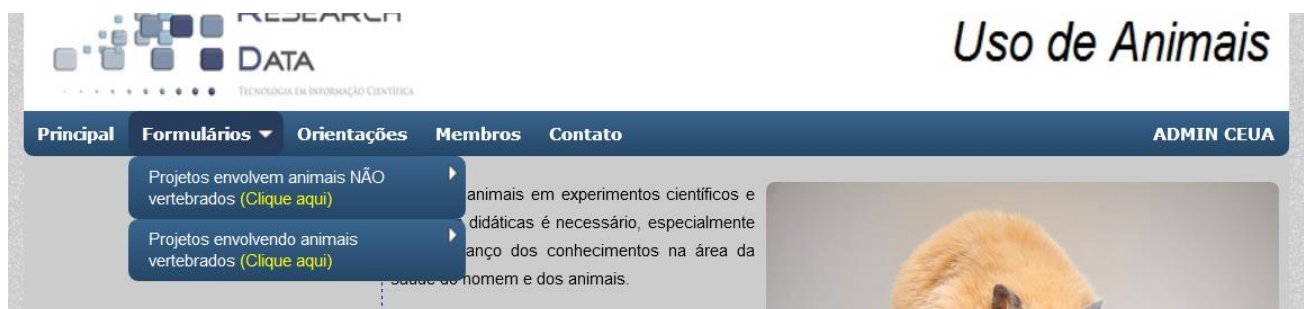 RESEARCH
DATA
TECNOLOGIA EM INFORMAÇÃO CIENTÍFICA
Uso de Animais
Principal Formulários Orientações Membros Contato ADMIN CEUA
Projetos envolvem animais NÃO
vertebrados (Clique aqui)
Projetos envolvendo animais
vertebrados (Clique aqui)
animais em experimentos científicos e
didáticas é necessário, especialmente
anço dos conhecimentos na área da
saúde do homem e dos animais.